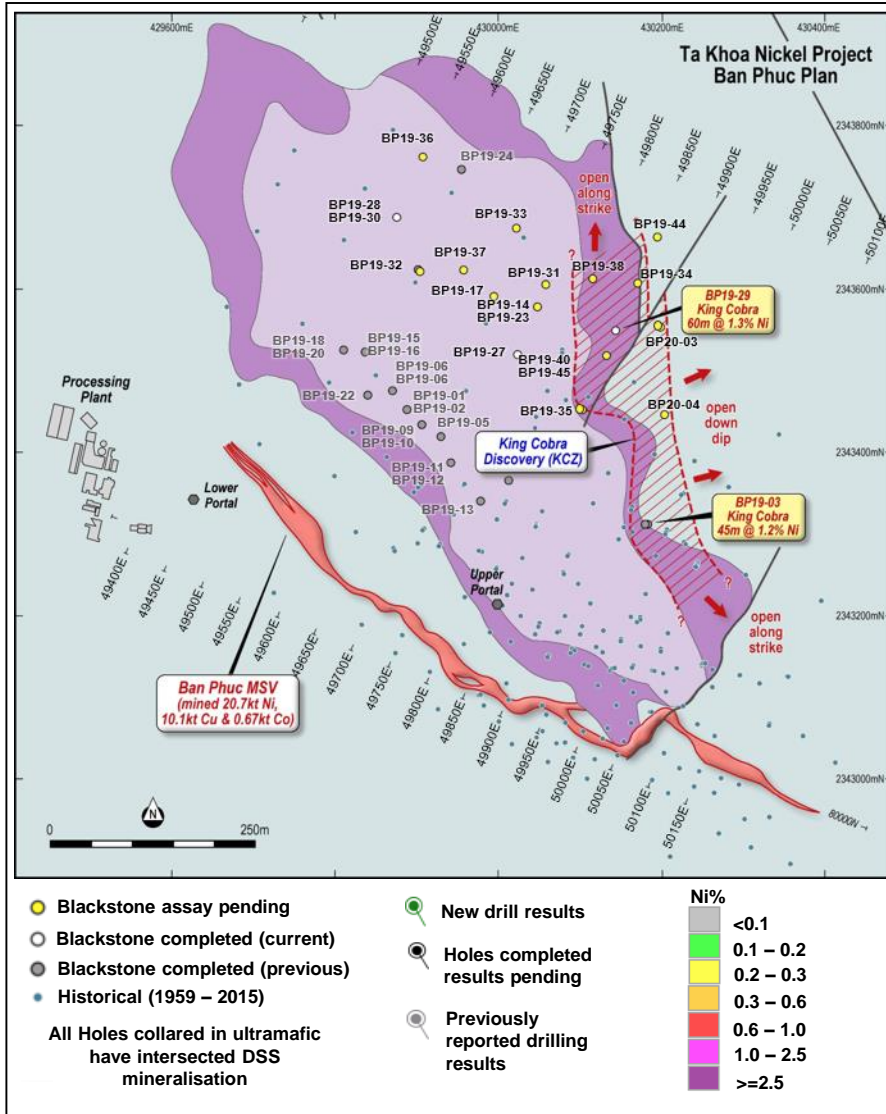 429600mE
430000mE
430200mE
430400mE
Ta Khoa Nickel Project
Ban Phuc Plan
49500E
49550E
49600E
49650E
49700E
49750E
49800E
49850E
49900E
49950E
50000E
50050E
50100E
2343800mN
2343600mN
2343400mN
2343200mN
2343000mN
BP19-36
BP19-24
BP19-28
BP19-30
BP19-33
BP19-32
BP19-37
BP19-17
BP19-14
BP19-23
BP19-31
BP19-38
BP19-44
BP19-34
open
along
strike
?
?
BP19-29
King Cobra
60m @ 1.3% Ni
BP20-03
BP19-18
BP19-20
BP19-15
BP19-16
BP19-27
BP19-40
BP19-45
BP19-06
BP19-06
BP19-22
BP19-01
BP19-02
BP19-05
BP19-35
BP20-04
BP19-09
BP19-10
BP19-11
BP19-12
BP19-13
open
down
dip
King Cobra
Discovery (KCZ)
BP19-03
King Cobra
45m @ 1.2% Ni
Processing
Plant
Lower
Portal
Upper
Portal
?
?
open
along
strike
49400E
49450E
49500E
49550E
49600E
49650E
49700E
49750E
49800E
49850E
49900E
49950E
50000E
50050E
50100E
50150E
80000N
Ban Phuc MSV
(mined 20.7kt Ni,
10.1kt Cu & 0.67kt Co)
N
0
250m
Blackstone assay pending
Blackstone completed (current)
Blackstone completed (previous)
Historical (1959 – 2015)
All Holes collared in ultramafic
have intersected DSS
mineralisation
New drill results
Holes completed
results pending
Previously
reported drilling
results
Ni%
<0.1
0.1 – 0.2
0.2 – 0.3
0.3 – 0.6
0.6 – 1.0
1.0 – 2.5
>=2.5